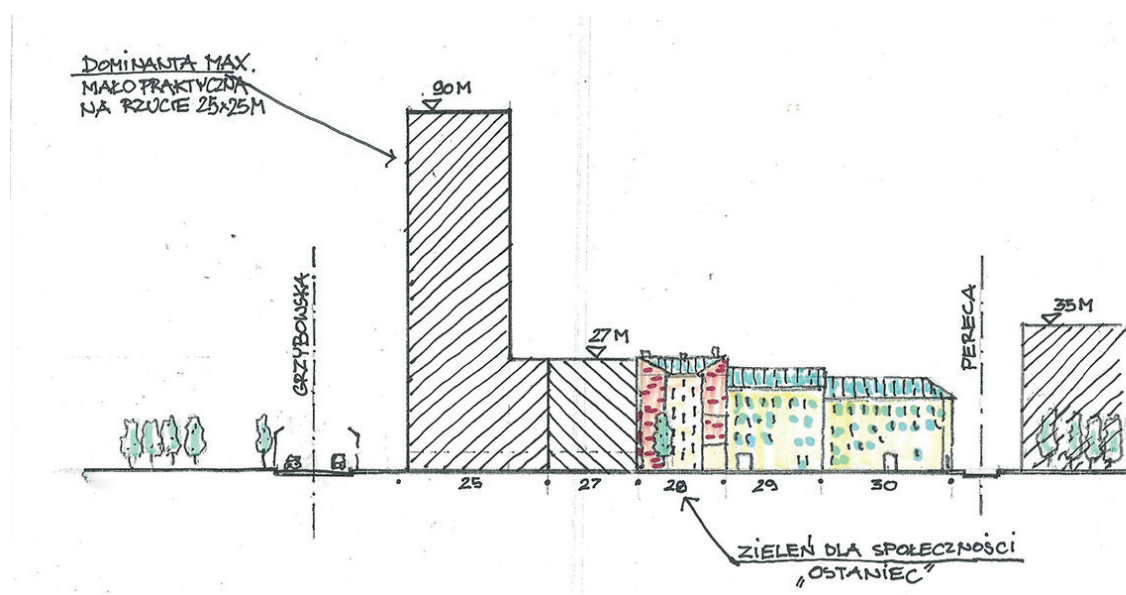 DOMINANTA MAX.
MAŁO PRAKTYCZNA
NA RZUCIE 25x25M
90M
GRZYBOWSKA
27M
PERECA
35M
25
27
28
29
30
ZIELEŃ DLA SPOŁECZNOŚCI
„OSTANIEC”